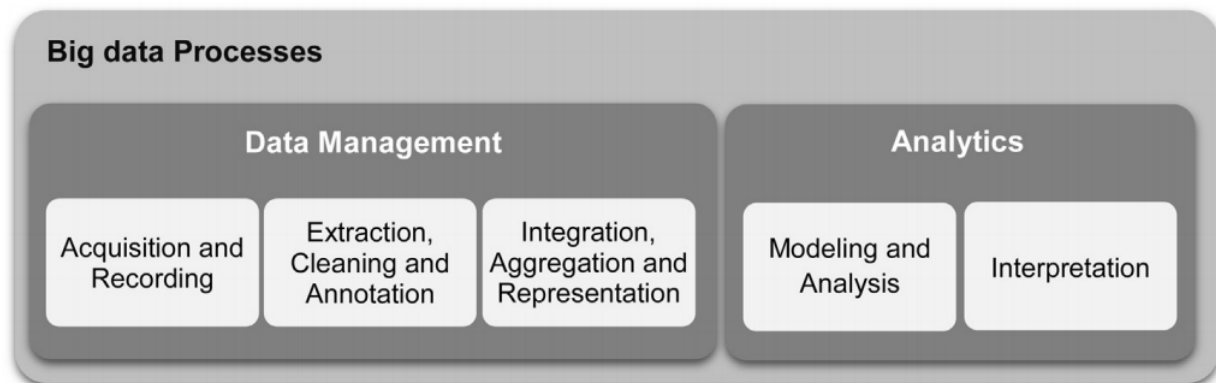 Big data Processes
Data Management
Acquisition and
Recording
Extraction,
Cleaning and
Annotation
Integration,
Aggregation and
Representation
Analytics
Modeling and
Analysis
Interpretation